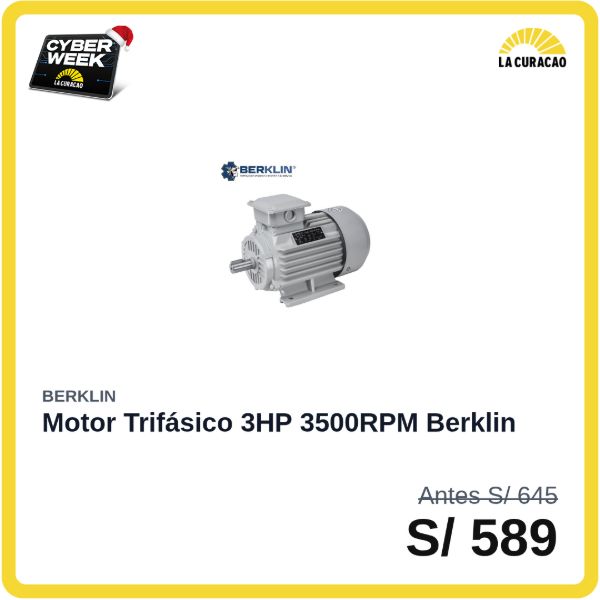 CYBER
WEEK
LA CURACAO
LA CURACAO
BERKLIN®
BERKLIN
Motor Trifásico 3HP 3500RPM Berklin
Antes S/ 645
S/ 589